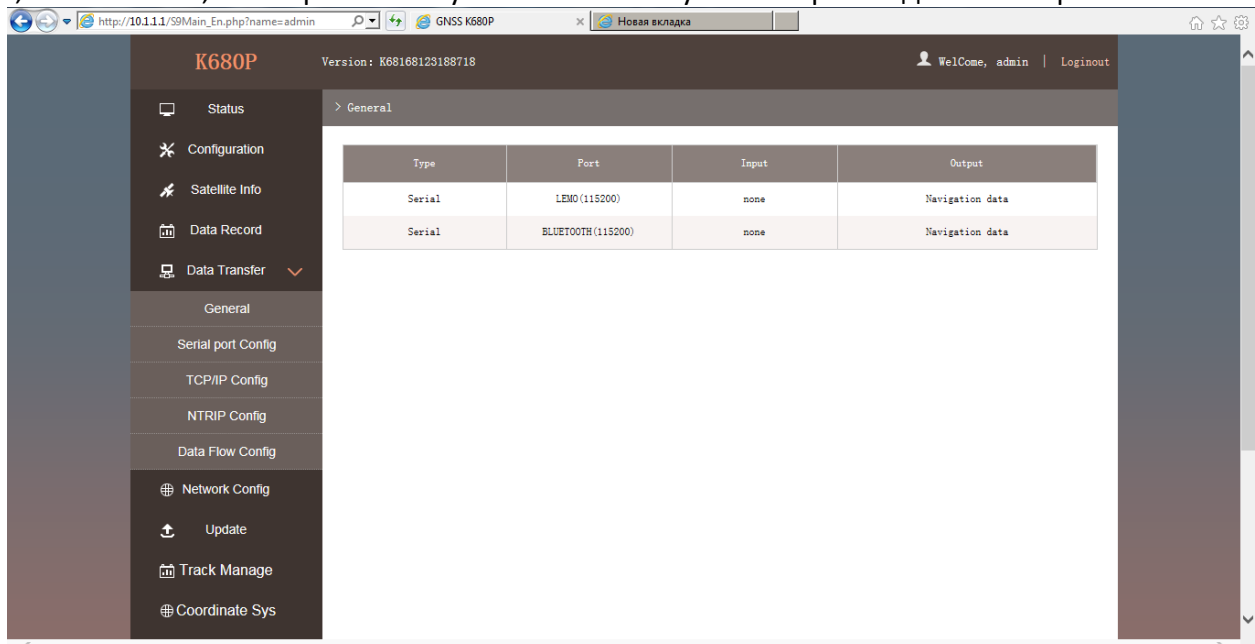 http://10.1.1.1/S9Main_En.php?name=admin
GNSS K680P
Новая вкладка
K680P
Version: K68168123188718
WelCome, admin | Loginout
Status
Configuration
Satellite Info
Data Record
Data Transfer
General
Serial port Config
TCP/IP Config
NTRIP Config
Data Flow Config
Network Config
Update
Track Manage
Coordinate Sys
> General
Type Port Input Output
Serial LEMO(115200) none Navigation data
Serial BLUETOOTH(115200) none Navigation data